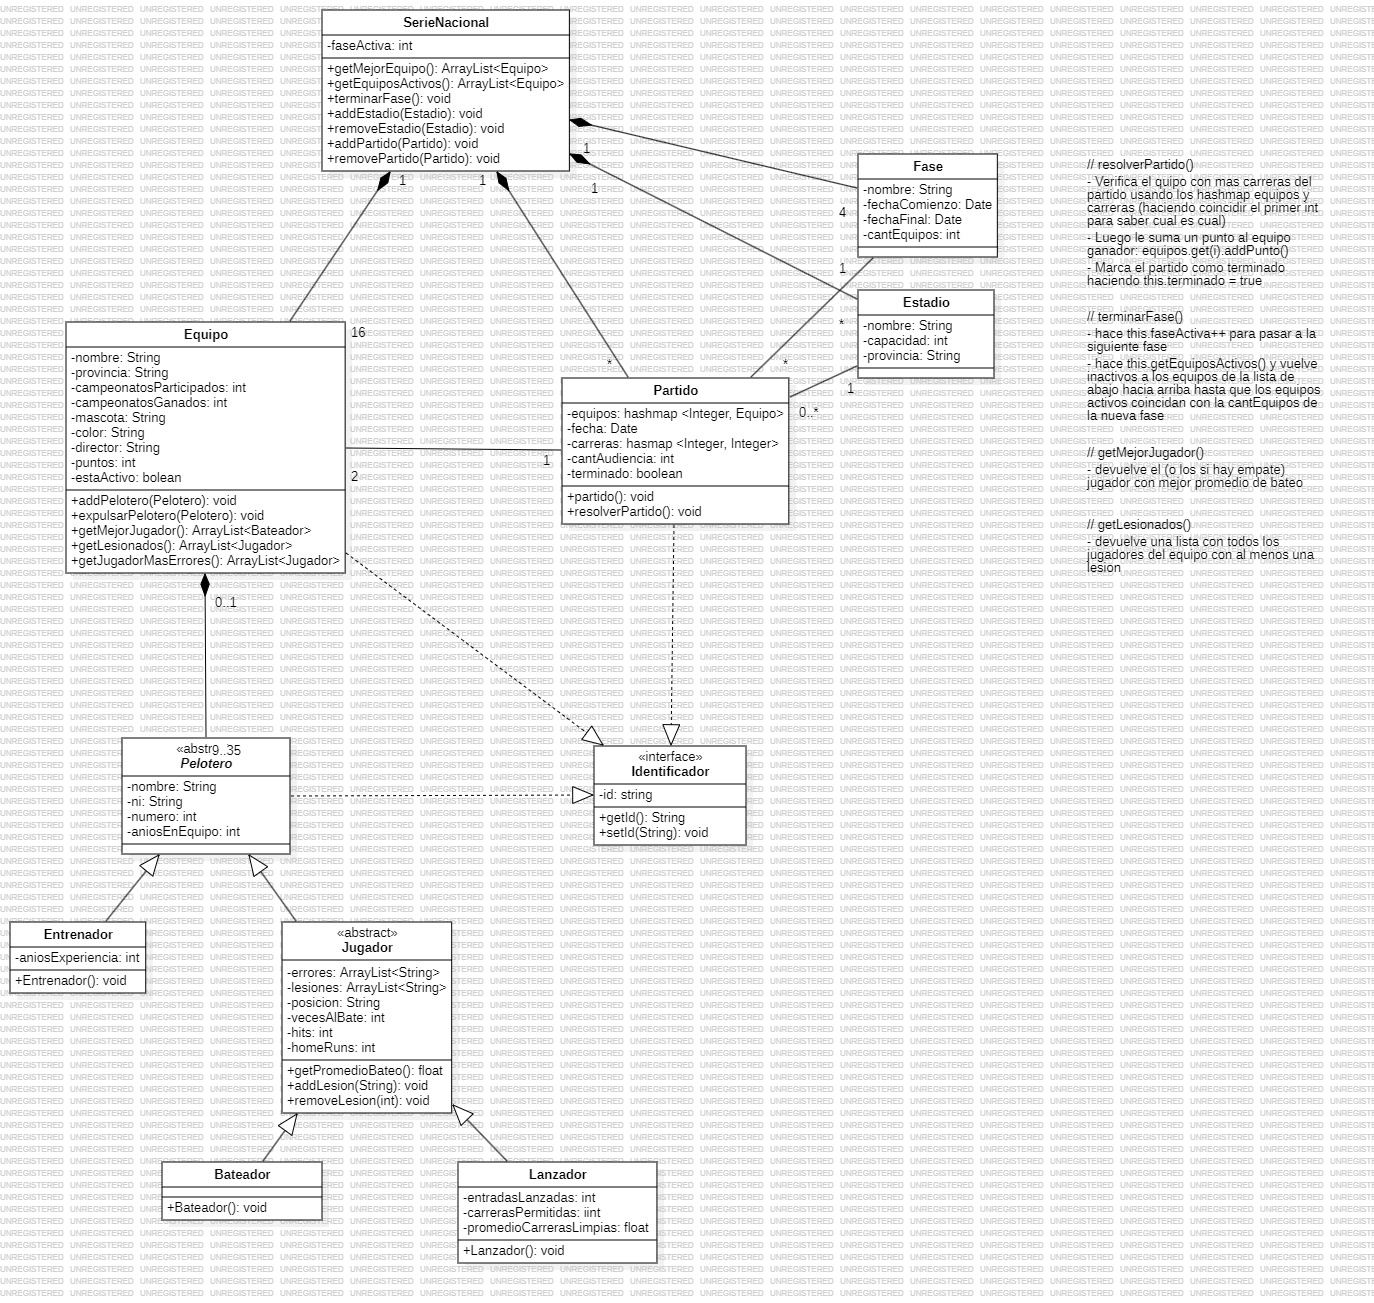 SerieNacional
-faseActiva: int
+getMejorEquipo(): ArrayList<Equipo>
+getEquiposActivos(): ArrayList<Equipo>
+terminarFase(): void
+addEstadio(Estadio): void
+removeEstadio(Estadio): void
+addPartido(Partido): void
+removePartido(Partido): void
1
1
1
1
Fase
-nombre: String
-fechaComienzo: Date
-fechaFinal: Date
-cantEquipos: int
4
1
Estadio
-nombre: String
-capacidad: int
-provincia: String
*
1
0..*
*
*
Equipo
-nombre: String
-provincia: String
-campeonatosParticipados: int
-campeonatosGanados: int
-mascota: String
-color: String
-director: String
-puntos: int
-estaActivo: bolean
+addPelotero(Pelotero): void
+expulsarPelotero(Pelotero): void
+getMejorJugador(): ArrayList<Bateador>
+getLesionados(): ArrayList<Jugador>
+getJugadorMasErrores(): ArrayList<Jugador>
16
2
1
0..1
Partido
-equipos: hashmap <Integer, Equipo>
-fecha: Date
-carreras: hasmap <Integer, Integer>
-cantAudiencia: int
-terminado: boolean
+partido(): void
+resolverPartido(): void
// resolverPartido()
- Verifica el quipo con mas carreras del
partido usando los hashmap equipos y
carreras (haciendo coincidir el primer int
para saber cual es cual)
- Luego le suma un punto al equipo
ganador: equipos.get(i).addPunto()
- Marca el partido como terminado
haciendo this.terminado = true
// terminarFase()
- hace this.faseActiva++ para pasar a la
siguiente fase
- hace this.getEquiposActivos() y vuelve
inactivos a los equipos de la lista de
abajo hacia arriba hasta que los equipos
activos coincidan con la cantEquipos de
la nueva fase
// getMejorJugador()
- devuelve el (o los si hay empate)
jugador con mejor promedio de bateo
// getLesionados()
- devuelve una lista con todos los
jugadores del equipo con al menos una
lesion
«abstr 9..35
Pelotero
-nombre: String
-ni: String
-numero: int
-aniosEnEquipo: int
«interface»
Identificador
-id: string
+getId(): String
+setId(String): void
Entrenador
-aniosExperiencia: int
+Entrenador(): void
«abstract»
Jugador
-errores: ArrayList<String>
-lesiones: ArrayList<String>
-posicion: String
-vecesAlBate: int
-hits: int
-homeRuns: int
+getPromedioBateo(): float
+addLesion(String): void
+removeLesion(int): void
Bateador
+Bateador(): void
Lanzador
-entradasLanzadas: int
-carrerasPermitidas: iint
-promedioCarrerasLimpias: float
+Lanzador(): void